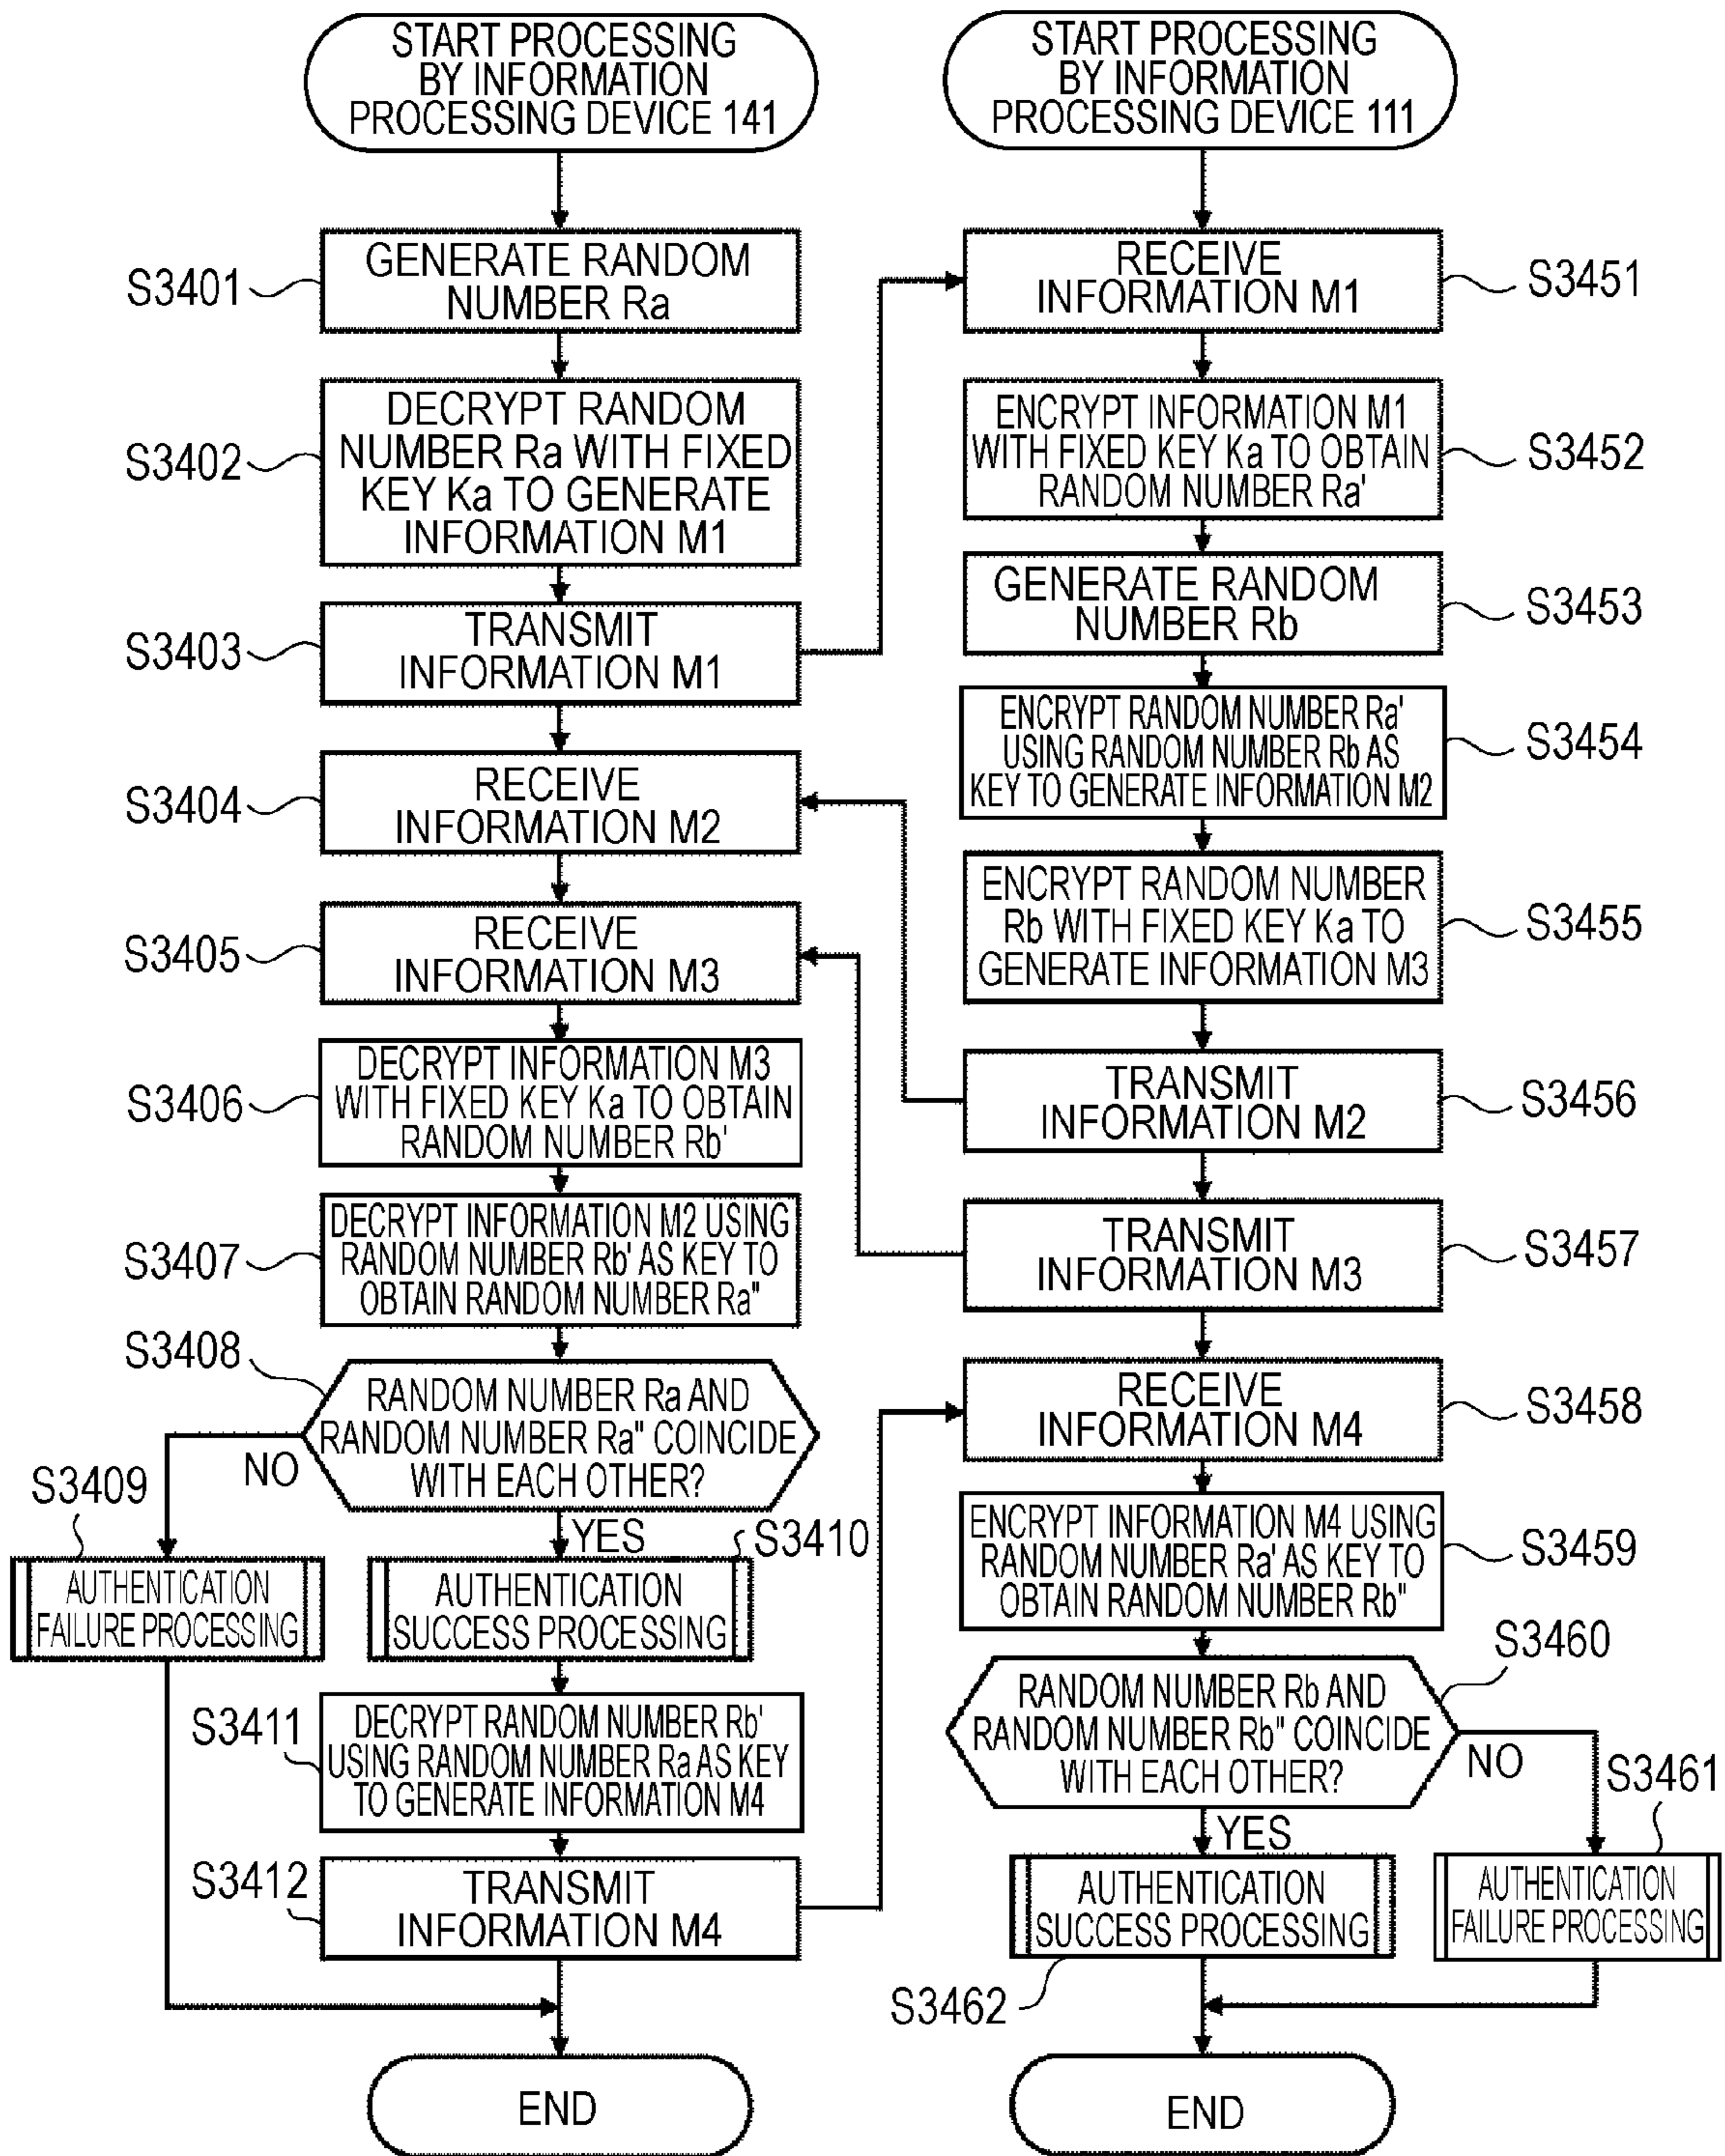 START PROCESSING
BY INFORMATION
PROCESSING DEVICE 141
S3401
GENERATE RANDOM
NUMBER Ra
S3402
DECRYPT RANDOM
NUMBER Ra WITH FIXED
KEY Ka TO GENERATE
INFORMATION M1
S3403
TRANSMIT
INFORMATION M1
S3404
RECEIVE
INFORMATION M2
S3405
RECEIVE
INFORMATION M3
S3406
DECRYPT INFORMATION M3
WITH FIXED KEY Ka TO OBTAIN
RANDOM NUMBER Rb'
S3407
DECRYPT INFORMATION M2 USING
RANDOM NUMBER Rb' AS KEY TO
OBTAIN RANDOM NUMBER Ra"
S3408
RANDOM NUMBER Ra AND
RANDOM NUMBER Ra" COINCIDE
WITH EACH OTHER?
NO
YES
S3409
AUTHENTICATION
FAILURE PROCESSING
S3410
AUTHENTICATION
SUCCESS PROCESSING
S3411
DECRYPT RANDOM NUMBER Rb'
USING RANDOM NUMBER Ra AS KEY
TO GENERATE INFORMATION M4
S3412
TRANSMIT
INFORMATION M4
END
START PROCESSING
BY INFORMATION
PROCESSING DEVICE 111
RECEIVE
INFORMATION M1
S3451
ENCRYPT INFORMATION M1
WITH FIXED KEY Ka TO OBTAIN
RANDOM NUMBER Ra'
S3452
GENERATE RANDOM
NUMBER Rb
S3453
ENCRYPT RANDOM NUMBER Ra'
USING RANDOM NUMBER Rb AS
KEY TO GENERATE INFORMATION M2
S3454
ENCRYPT RANDOM NUMBER
Rb WITH FIXED KEY Ka TO
GENERATE INFORMATION M3
S3455
TRANSMIT
INFORMATION M2
S3456
TRANSMIT
INFORMATION M3
S3457
RECEIVE
INFORMATION M4
S3458
ENCRYPT INFORMATION M4 USING
RANDOM NUMBER Ra' AS KEY TO
OBTAIN RANDOM NUMBER Rb"
S3459
S3460
RANDOM NUMBER Rb AND
RANDOM NUMBER Rb" COINCIDE
WITH EACH OTHER?
NO
YES
S3461
AUTHENTICATION
FAILURE PROCESSING
AUTHENTICATION
SUCCESS PROCESSING
S3462
END